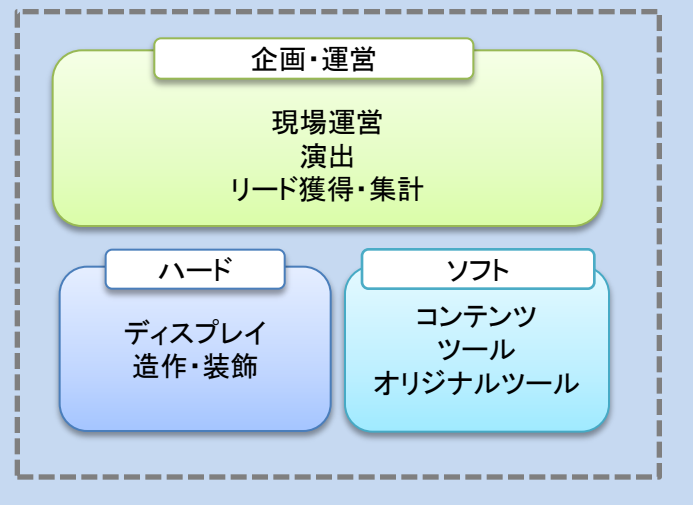 企画・運営
現場運営
演出
リード獲得・集計
ハード
ディスプレイ
造作・装飾
ソフト
コンテンツ
ツール
オリジナルツール